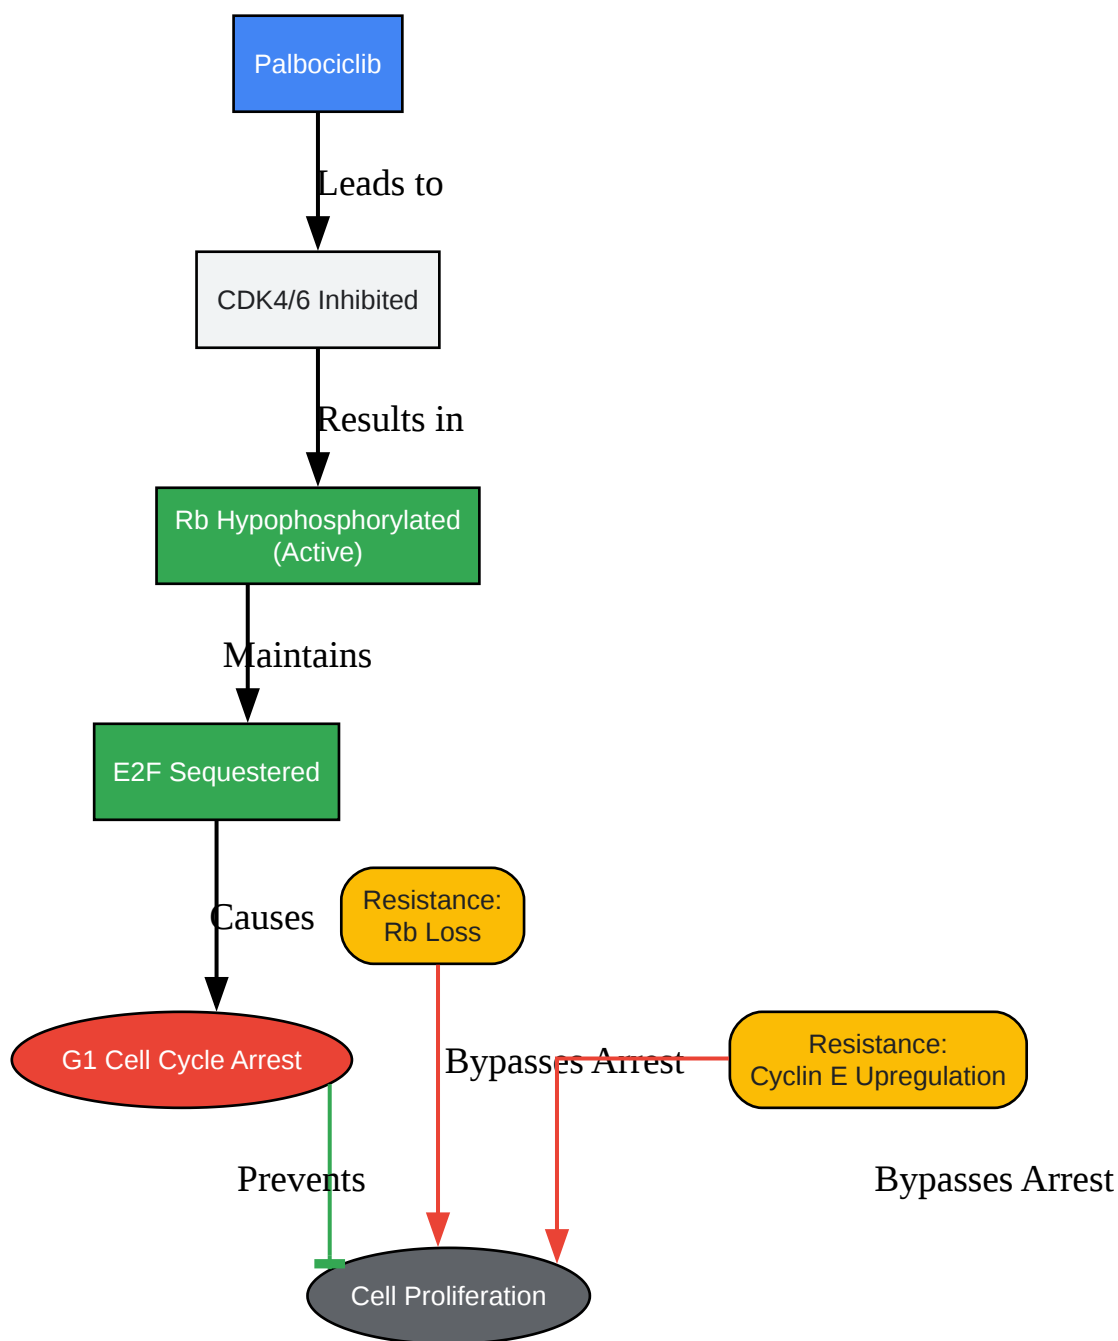 Palbociclib
Leads to
CDK4/6 Inhibited
Results in
Rb Hypophosphorylated
(Active)
Maintains
E2F Sequestered
Causes
Resistance:
Rb Loss
G1 Cell Cycle Arrest
Bypasses Arrest
Resistance:
Cyclin E Upregulation
Prevents
Bypasses Arrest
Cell Proliferation